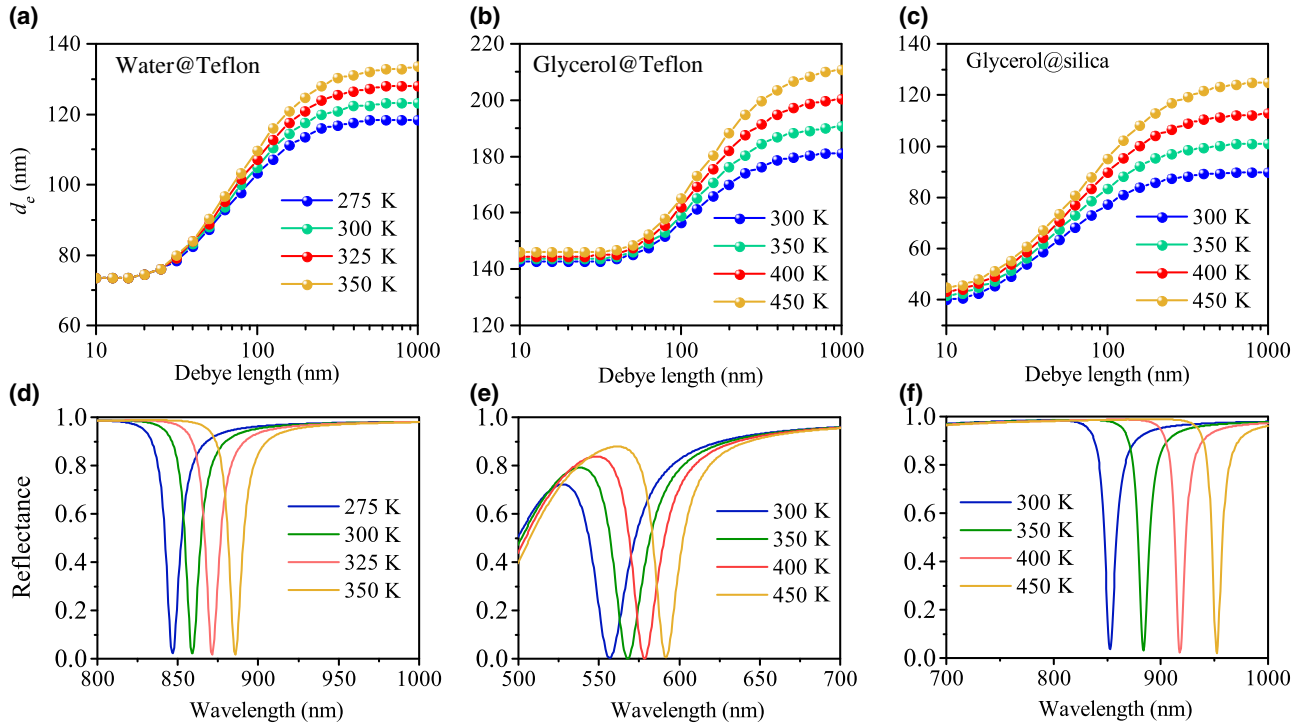 (a)
Water@Teflon
140
120
100
80
60
d_e (nm)
275 K
300 K
325 K
350 K
10
100
1000
Debye length (nm)
(b)
Glycerol@Teflon
220
200
180
160
140
120
300 K
350 K
400 K
450 K
10
100
1000
Debye length (nm)
(c)
Glycerol@silica
140
120
100
80
60
40
300 K
350 K
400 K
450 K
10
100
1000
Debye length (nm)
(d)
1.0
0.8
0.6
0.4
0.2
0.0
Reflectance
275 K
300 K
325 K
350 K
800
850
900
950
1000
Wavelength (nm)
(e)
1.0
0.8
0.6
0.4
0.2
0.0
300 K
350 K
400 K
450 K
500
550
600
650
700
Wavelength (nm)
(f)
1.0
0.8
0.6
0.4
0.2
0.0
300 K
350 K
400 K
450 K
700
800
900
1000
Wavelength (nm)